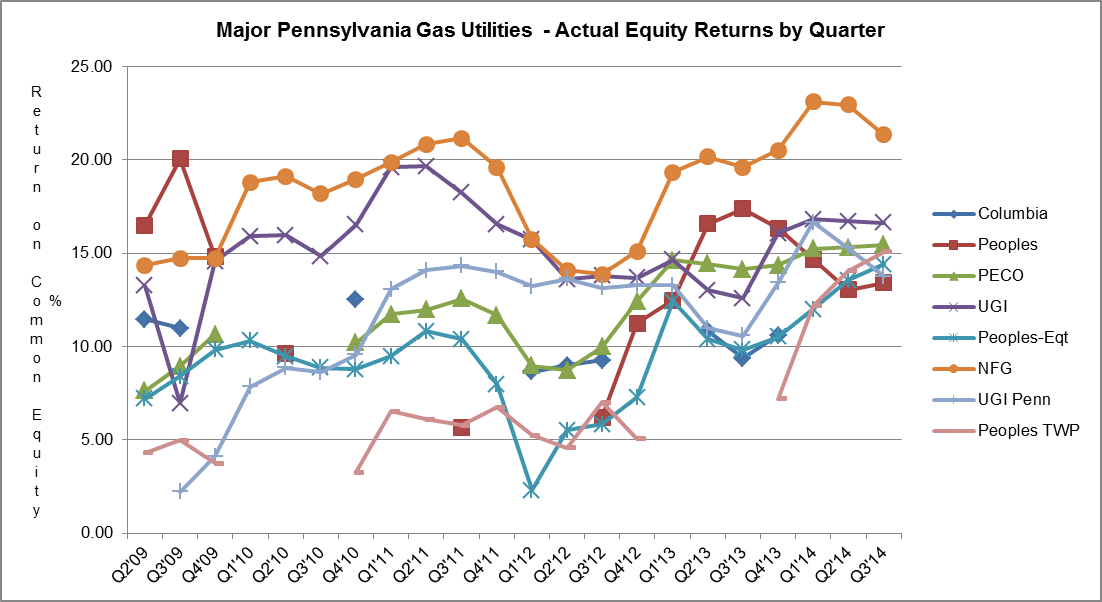 Major Pennsylvania Gas Utilities - Actual Equity Returns by Quarter
Return on Common Equity
%
25.00
20.00
15.00
10.00
5.00
0.00
Q2'09
Q3'09
Q4'09
Q1'10
Q2'10
Q3'10
Q4'10
Q1'11
Q2'11
Q3'11
Q4'11
Q1'12
Q2'12
Q3'12
Q4'12
Q1'13
Q2'13
Q3'13
Q4'13
Q1'14
Q2'14
Q3'14
Columbia
Peoples
PECO
UGI
Peoples-Eqt
NFG
UGI Penn
Peoples TWP